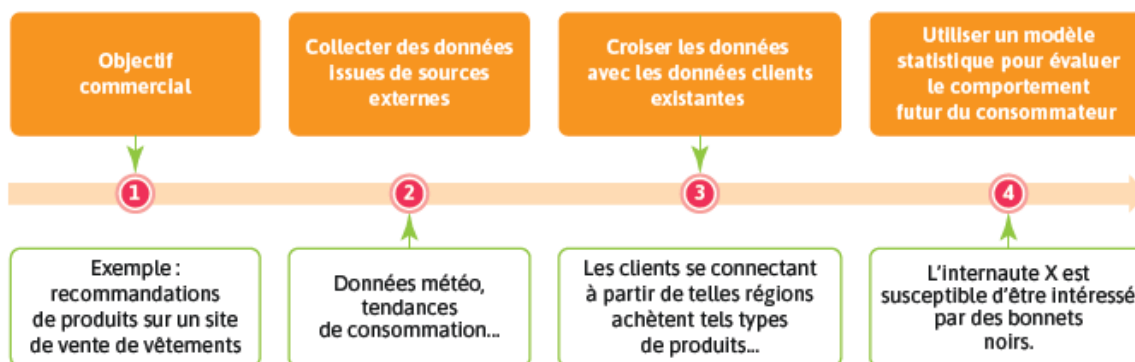 Objectif
commercial
Collecter des données
issues de sources
externes
Croiser les données
avec les données clients
existantes
Utiliser un modèle
statistique pour évaluer
le comportement
futur du consommateur
1
2
3
4
Exemple :
recommandations
de produits sur un site
de vente de vêtements
Données météo,
tendances
de consommation...
Les clients se connectant
à partir de telles régions
achètent tels types
de produits...
L'internaute X est
susceptible d'être intéressé
par des bonnets
noirs.